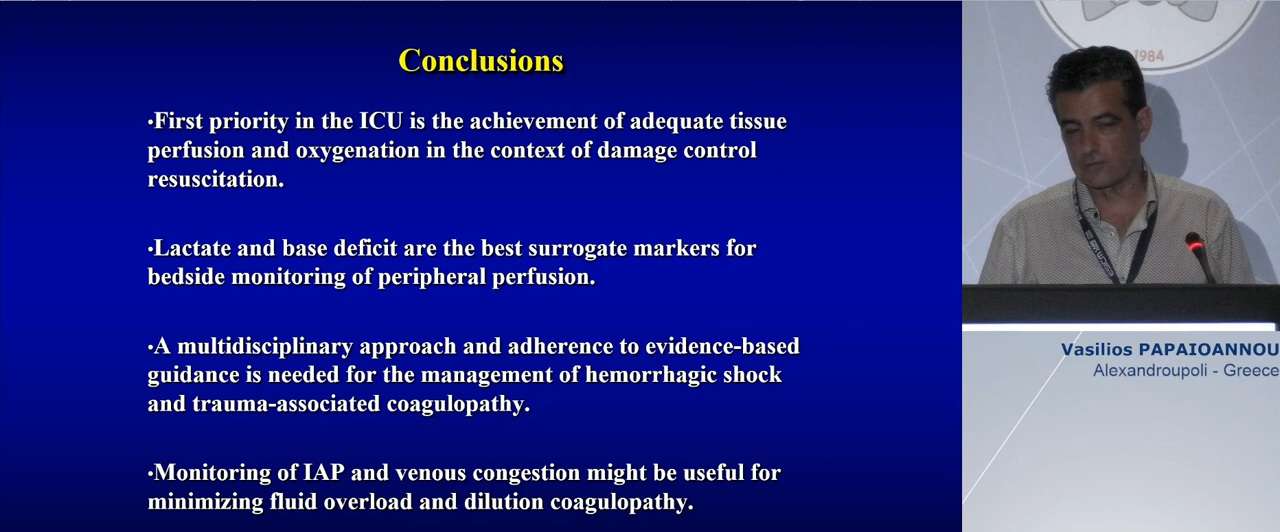 Conclusions
•First priority in the ICU is the achievement of adequate tissue
perfusion and oxygenation in the context of damage control
resuscitation.
•Lactate and base deficit are the best surrogate markers for
bedside monitoring of peripheral perfusion.
•A multidisciplinary approach and adherence to evidence-based
guidance is needed for the management of hemorrhagic shock
and trauma-associated coagulopathy.
•Monitoring of IAP and venous congestion might be useful for
minimizing fluid overload and dilution coagulopathy.
1984
Vasilios PAPAIOANNOU
Alexandroupoli - Greece